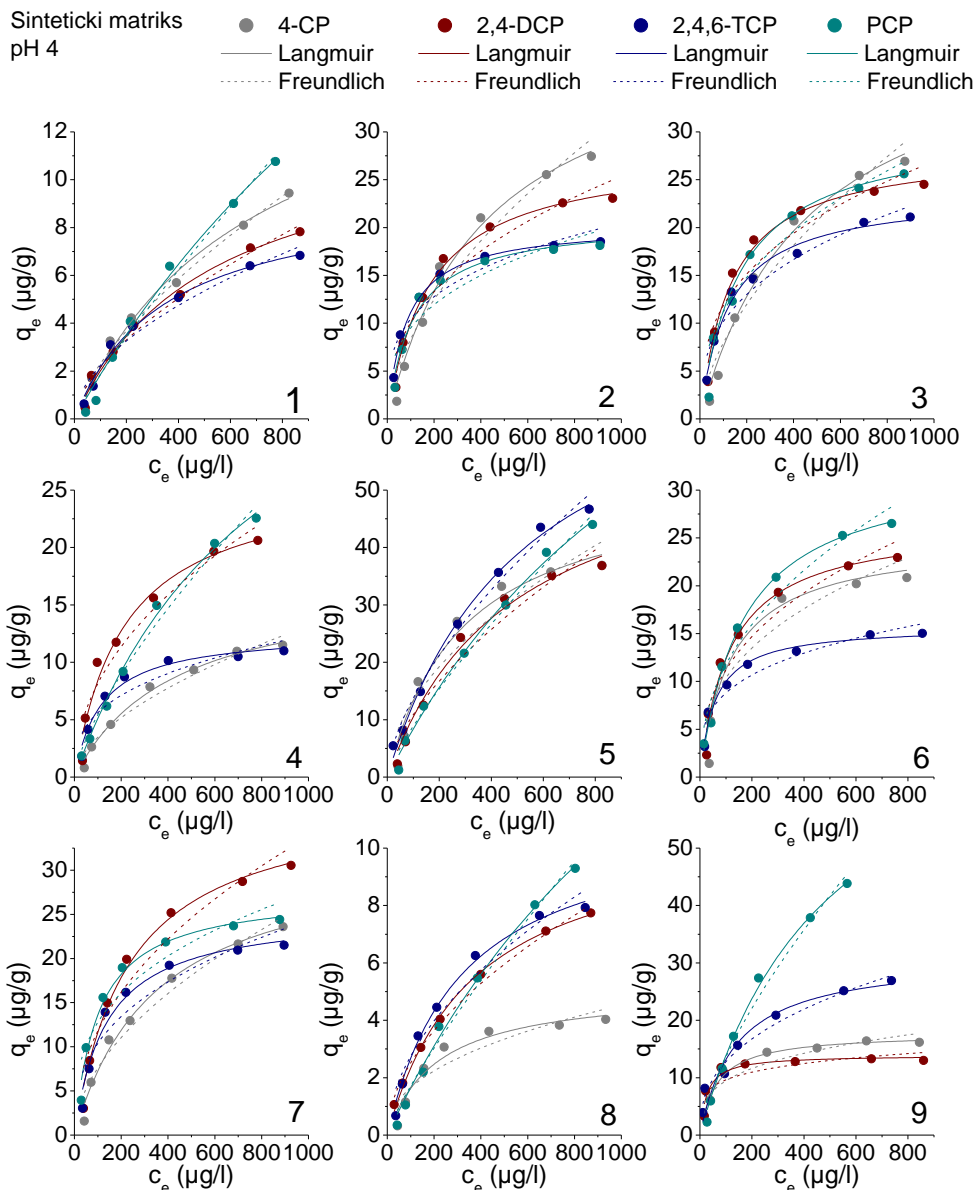 Sinteticki matriks
pH 4
4-CP 2,4-DCP 2,4,6-TCP PCP
Langmuir Langmuir Langmuir Langmuir
Freundlich Freundlich Freundlich Freundlich
12
10
8
6
4
2
0
qe (µg/g)
0 200 400 600 800
ce (µg/l)
1
30
25
20
15
10
5
0
qe (µg/g)
0 200 400 600 800 1000
ce (µg/l)
2
30
25
20
15
10
5
0
qe (µg/g)
0 200 400 600 800 1000
ce (µg/l)
3
25
20
15
10
5
0
qe (µg/g)
0 200 400 600 800 1000
ce (µg/l)
4
50
40
30
20
10
0
qe (µg/g)
0 200 400 600 800
ce (µg/l)
5
30
25
20
15
10
5
0
qe (µg/g)
0 200 400 600 800
ce (µg/l)
6
30
25
20
15
10
5
0
qe (µg/g)
0 200 400 600 800 1000
ce (µg/l)
7
10
8
6
4
2
0
qe (µg/g)
0 200 400 600 800 1000
ce (µg/l)
8
50
40
30
20
10
0
qe (µg/g)
0 200 400 600 800
ce (µg/l)
9